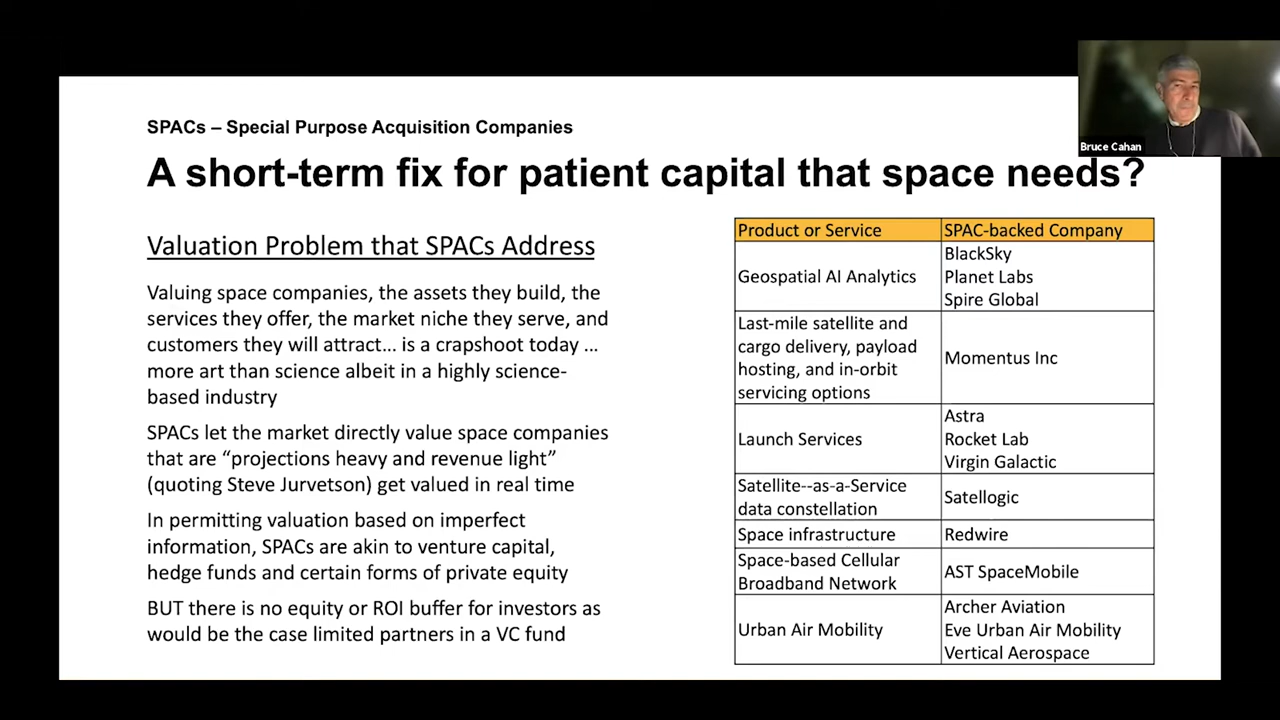 SPACs – Special Purpose Acquisition Companies
A short-term fix for patient capital that space needs?
Bruce Cahan
Valuation Problem that SPACs Address
Valuing space companies, the assets they build, the
services they offer, the market niche they serve, and
customers they will attract… is a crapshoot today …
more art than science albeit in a highly science-
based industry
SPACs let the market directly value space companies
that are “projections heavy and revenue light”
(quoting Steve Jurvetson) get valued in real time
In permitting valuation based on imperfect
information, SPACs are akin to venture capital,
hedge funds and certain forms of private equity
BUT there is no equity or ROI buffer for investors as
would be the case limited partners in a VC fund
Product or Service
SPAC-backed Company
Geospatial AI Analytics
BlackSky
Planet Labs
Spire Global
Last-mile satellite and
cargo delivery, payload
hosting, and in-orbit
servicing options
Momentus Inc
Launch Services
Astra
Rocket Lab
Virgin Galactic
Satellite--as-a-Service
data constellation
Satellogic
Space infrastructure
Redwire
Space-based Cellular
Broadband Network
AST SpaceMobile
Urban Air Mobility
Archer Aviation
Eve Urban Air Mobility
Vertical Aerospace